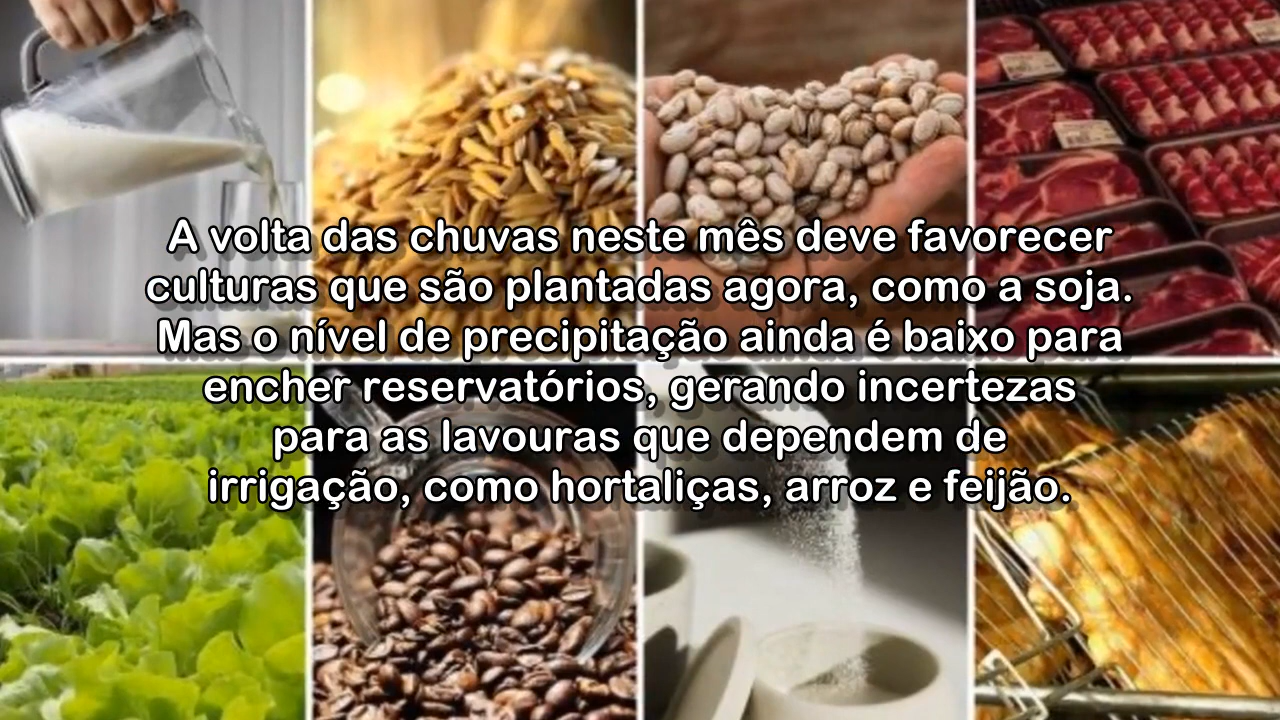 A volta das chuvas neste mês deve favorecer
culturas que são plantadas agora, como a soja.
Mas o nível de precipitação ainda é baixo para
encher reservatórios, gerando incertezas
para as lavouras que dependem de
irrigação, como hortaliças, arroz e feijão.